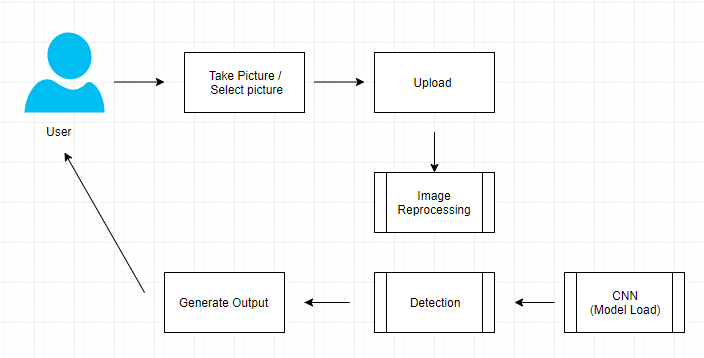 Take Picture /
Select picture
Upload
User
Image
Reprocessing
Generate Output
Detection
CNN
(Model Load)